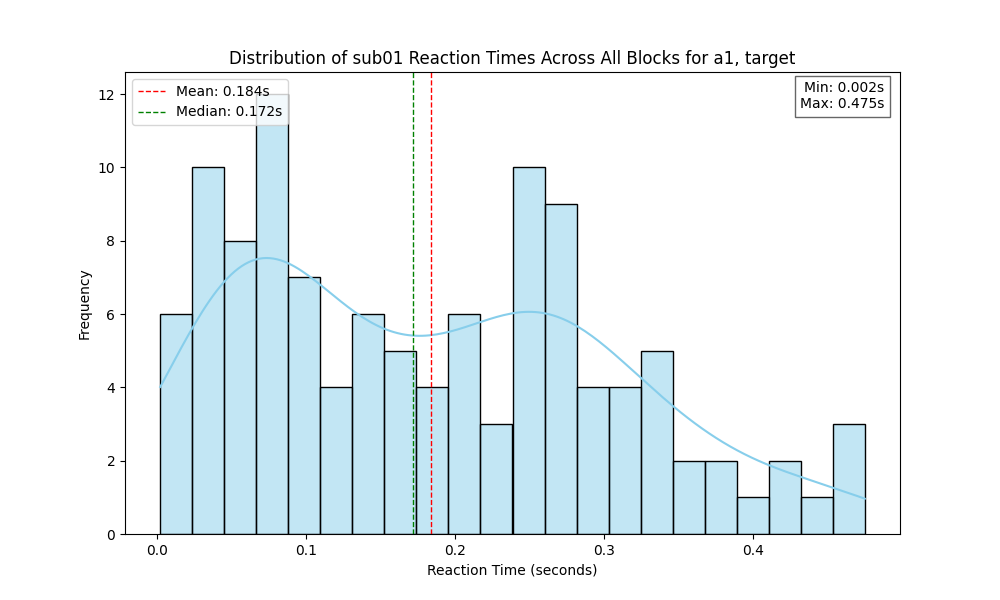 Distribution of sub01 Reaction Times Across All Blocks for a1, target
Mean: 0.184s
Median: 0.172s
Min: 0.002s
Max: 0.475s
12
10
8
6
4
2
0
Frequency
0.0 0.1 0.2 0.3 0.4
Reaction Time (seconds)